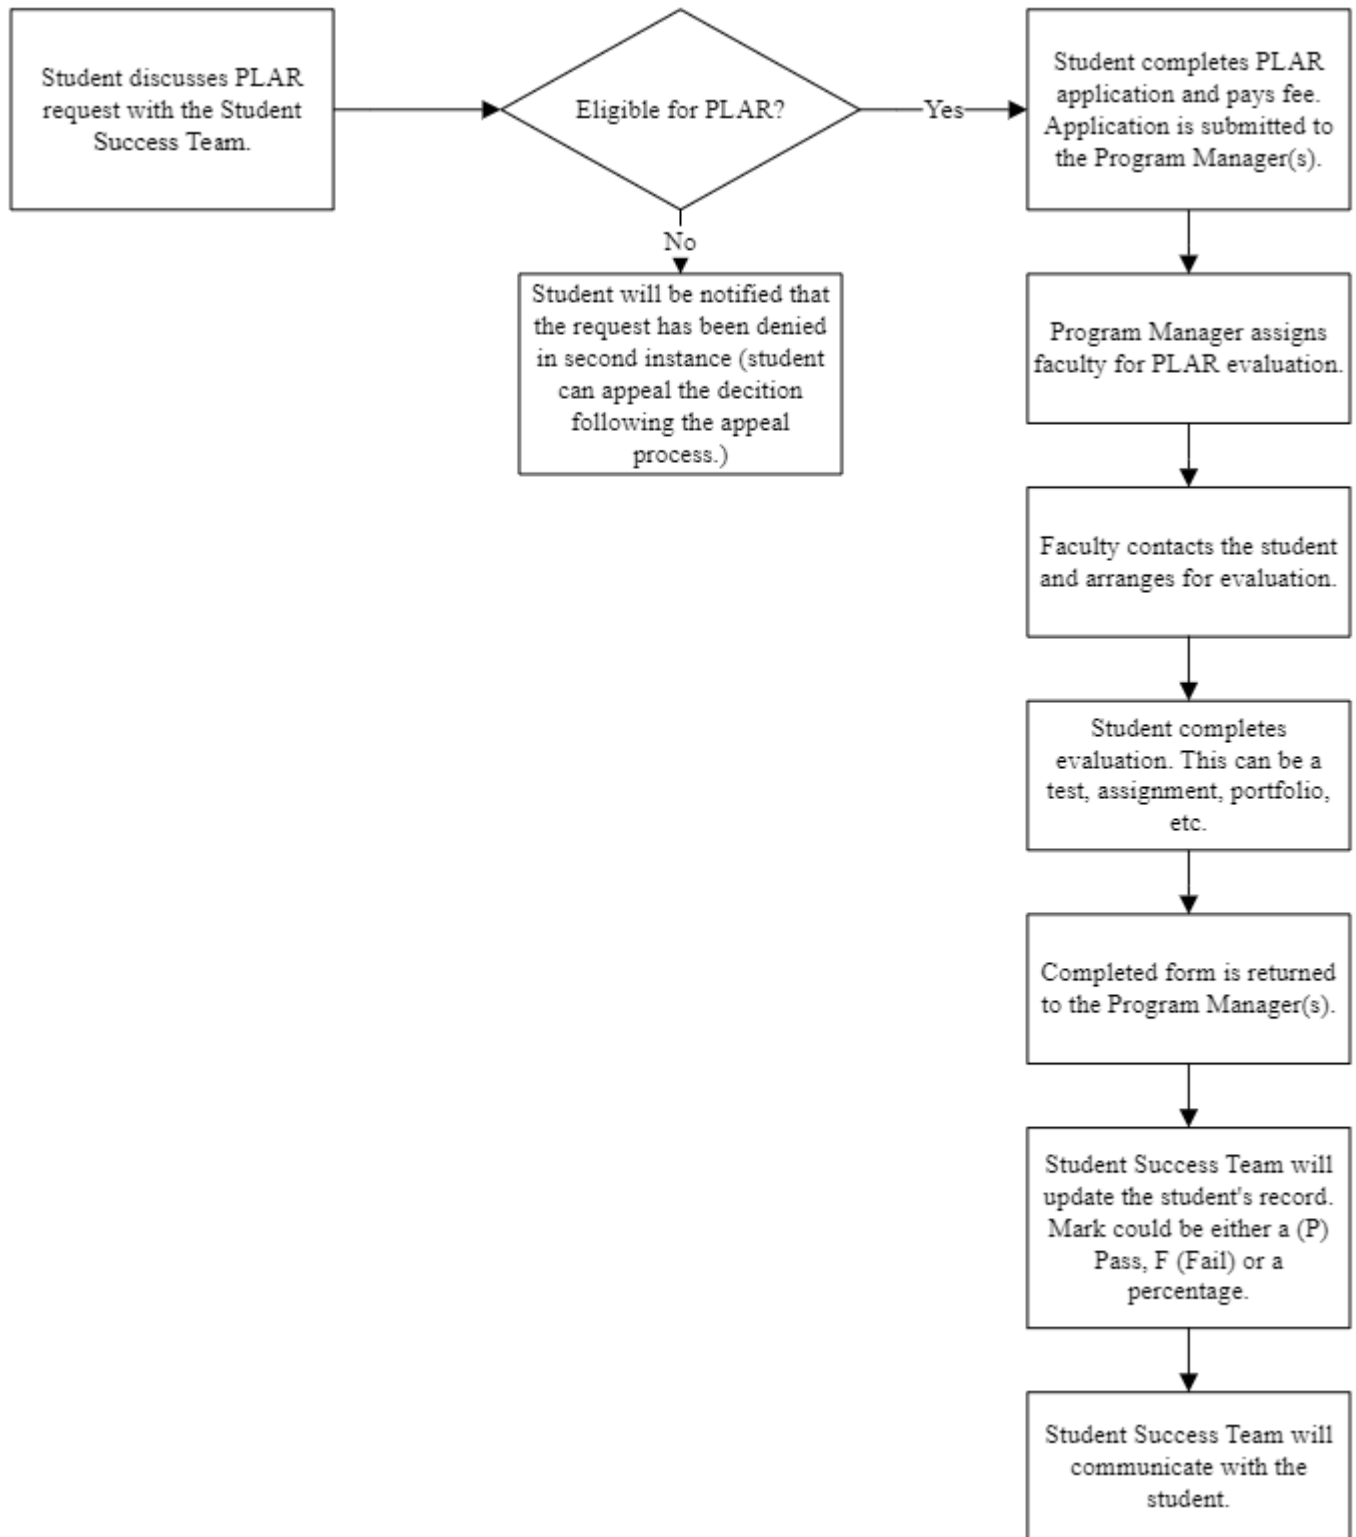 Student discusses PLAR
request with the Student
Success Team.
Eligible for PLAR?
Yes
Student completes PLAR
application and pays fee.
Application is submitted to
the Program Manager(s).
No
Student will be notified that
the request has been denied
in second instance (student
can appeal the decition
following the appeal
process.)
Program Manager assigns
faculty for PLAR evaluation.
Faculty contacts the student
and arranges for evaluation.
Student completes
evaluation. This can be a
test, assignment, portfolio,
etc.
Completed form is returned
to the Program Manager(s).
Student Success Team will
update the student's record.
Mark could be either a (P)
Pass, F (Fail) or a
percentage.
Student Success Team will
communicate with the
student.